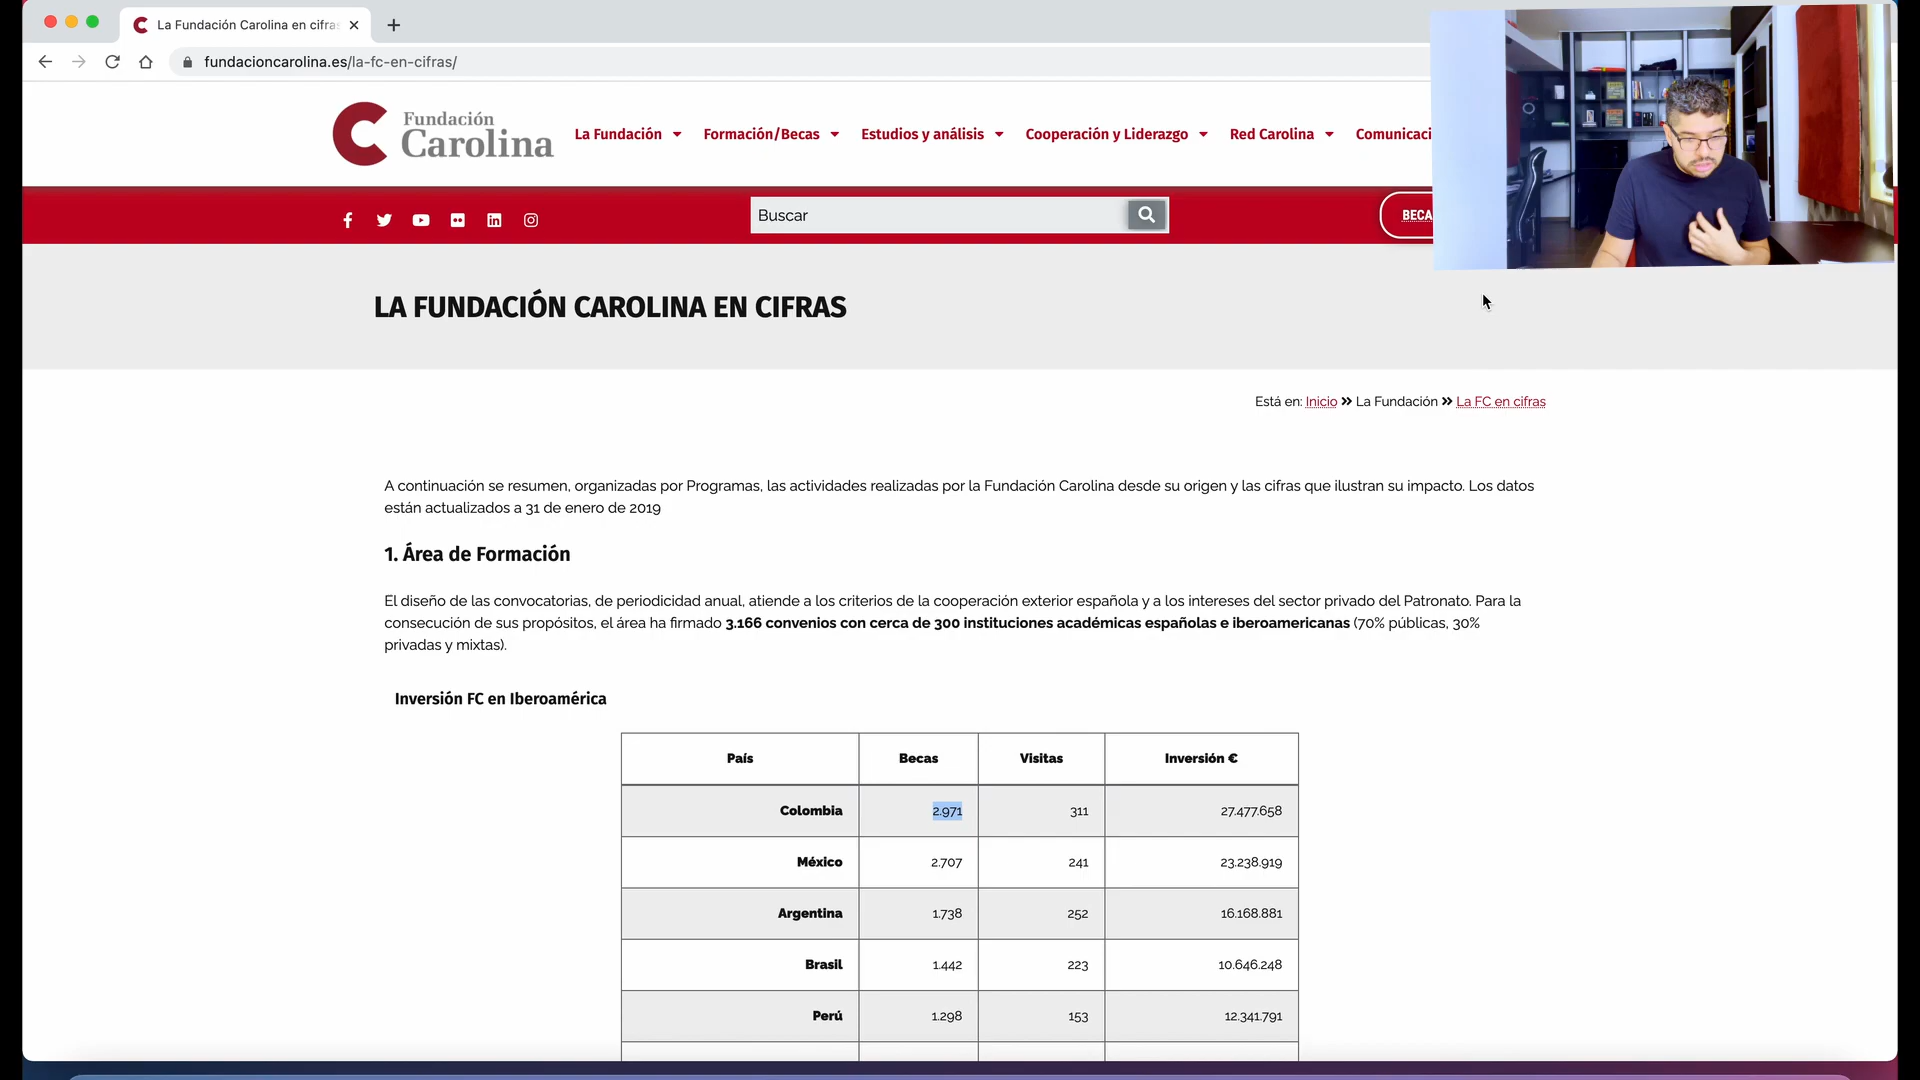 La Fundación Carolina en cifra
fundacioncarolina.es/la-fc-en-cifras/
Fundación
Carolina
La Fundación Formación/Becas Estudios y análisis Cooperación y Liderazgo Red Carolina Comunicaci
Buscar
BECA
LA FUNDACIÓN CAROLINA EN CIFRAS
Está en: Inicio » La Fundación » La FC en cifras
A continuación se resumen, organizadas por Programas, las actividades realizadas por la Fundación Carolina desde su origen y las cifras que ilustran su impacto. Los datos
están actualizados a 31 de enero de 2019
1. Área de Formación
El diseño de las convocatorias, de periodicidad anual, atiende a los criterios de la cooperación exterior española y a los intereses del sector privado del Patronato. Para la
consecución de sus propósitos, el área ha firmado 3.166 convenios con cerca de 300 instituciones académicas españolas e iberoamericanas (70% públicas, 30%
privadas y mixtas).
Inversión FC en Iberoamérica
País Becas Visitas Inversión €
Colombia 2.971 311 27.477.658
México 2.707 241 23.238.919
Argentina 1.738 252 16.168.881
Brasil 1.442 223 10.646.248
Perú 1.298 153 12.341.791